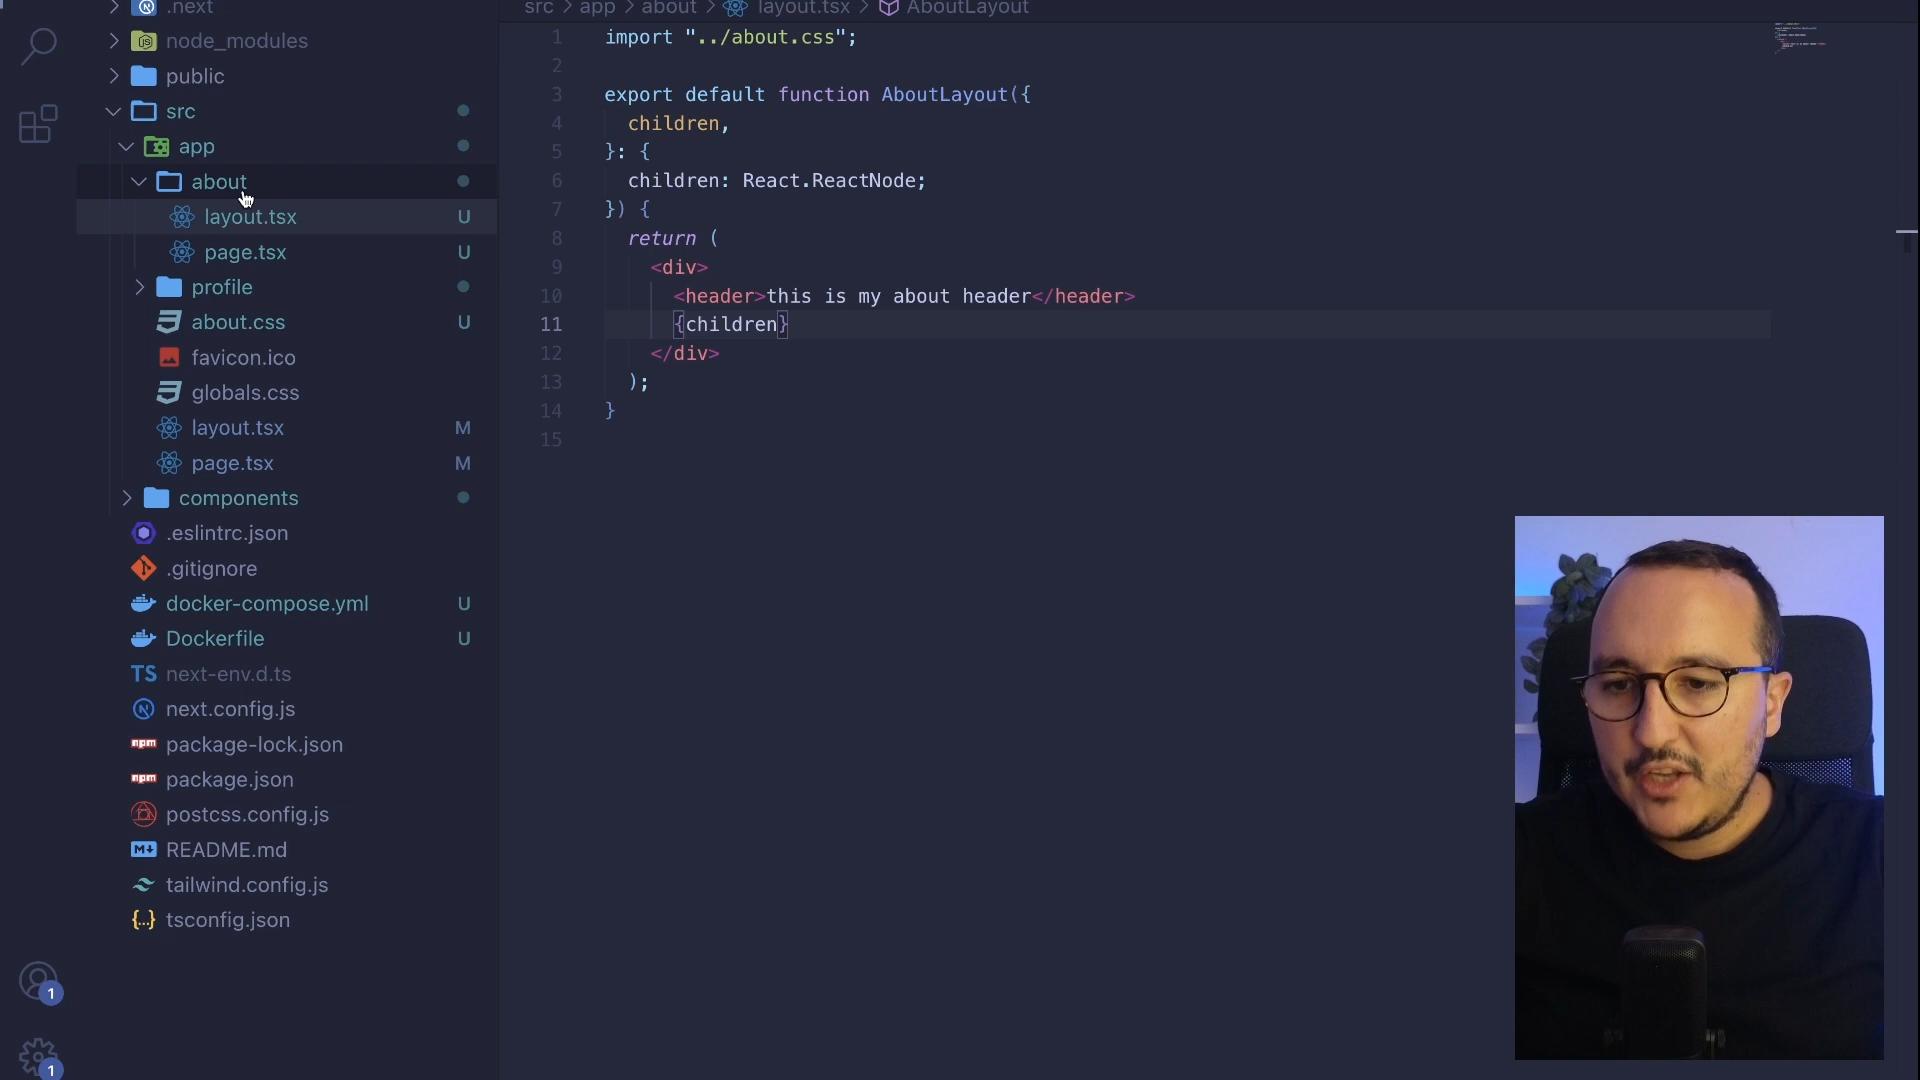 .next
node_modules
public
src
app
about
layout.tsx U
page.tsx U
profile
about.css U
favicon.ico
globals.css
layout.tsx M
page.tsx M
components
.eslintrc.json
.gitignore
docker-compose.yml U
Dockerfile U
TS next-env.d.ts
next.config.js
npm package-lock.json
npm package.json
postcss.config.js
M README.md
tailwind.config.js
{...} tsconfig.json
1
1
src > app > about > layout.tsx > AboutLayout
1 import "../about.css";
2
3 export default function AboutLayout({
4 children,
5 }: {
6 children: React.ReactNode;
7 }) {
8 return (
9 <div>
10 <header>this is my about header</header>
11 {children}
12 </div>
13 );
14 }
15